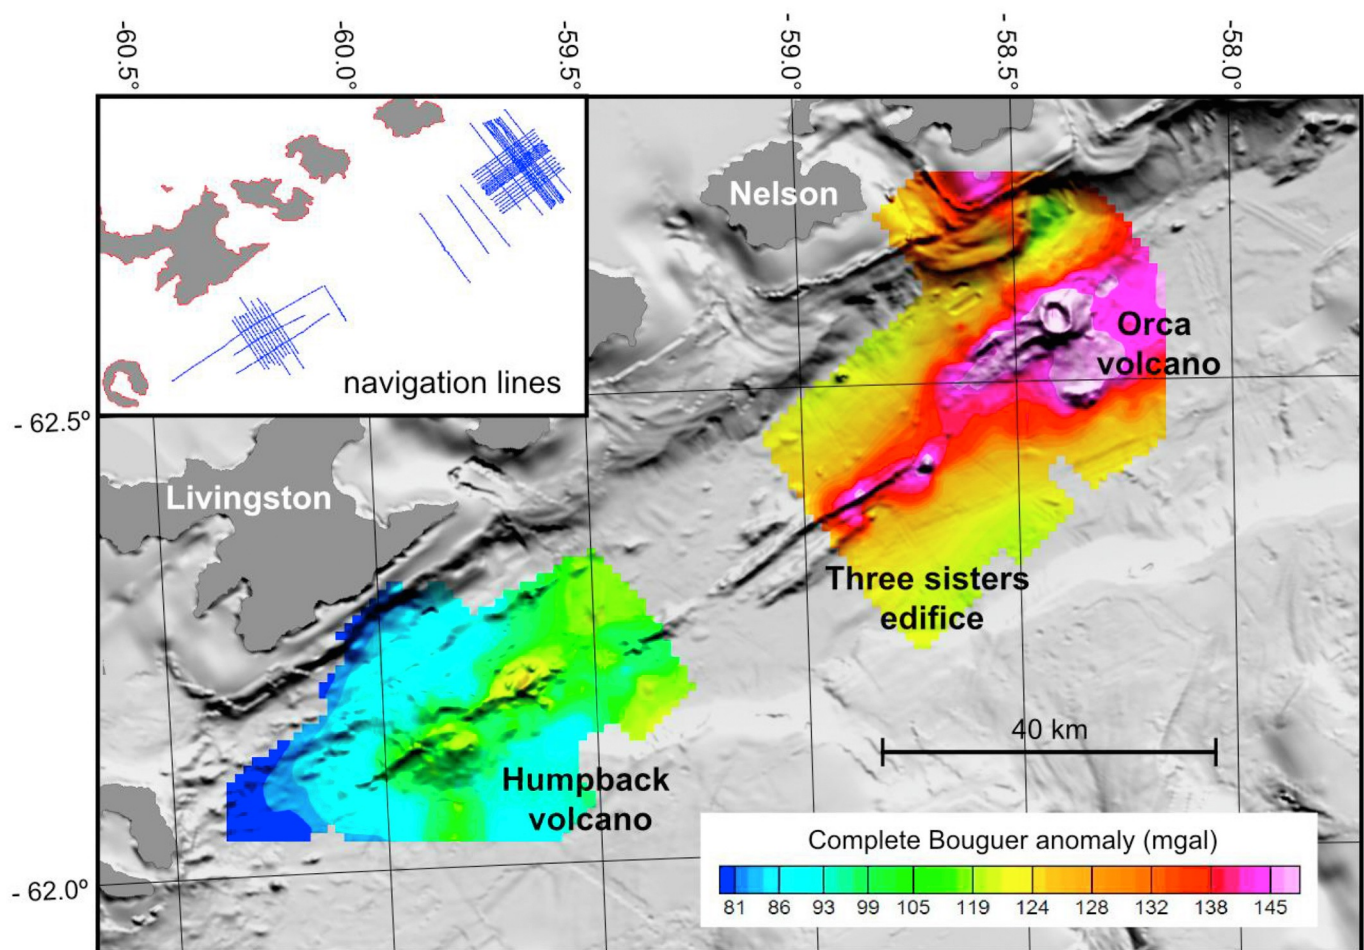 -60.5°
-60.0°
-59.5°
-59.0°
-58.5°
-58.0°
navigation lines
Nelson
Orca
volcano
- 62.5°
Livingston
Three sisters
edifice
40 km
Humpback
volcano
Complete Bouguer anomaly (mgal)
81 86 93 99 105 119 124 128 132 138 145
- 62.0°